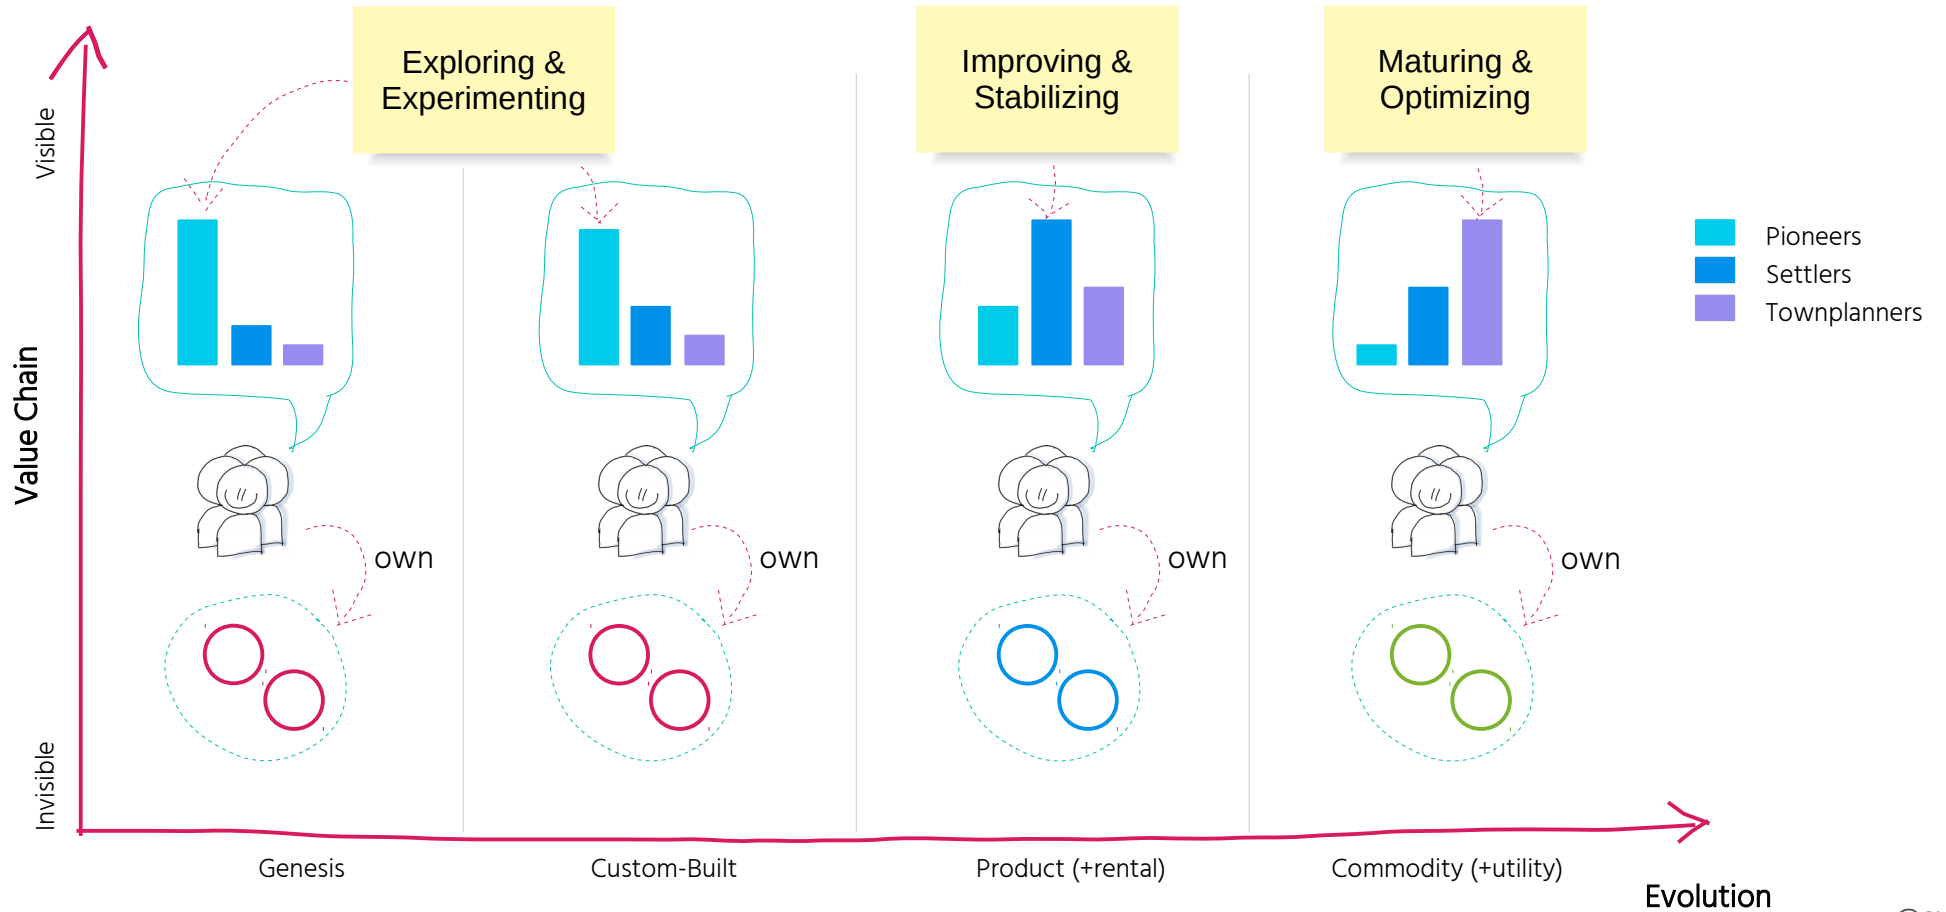 Exploring &
Experimenting
Improving &
Stabilizing
Maturing &
Optimizing
Visible
Value Chain
Invisible
Pioneers
Settlers
Townplanners
own
own
own
own
Genesis
Custom-Built
Product (+rental)
Commodity (+utility)
Evolution